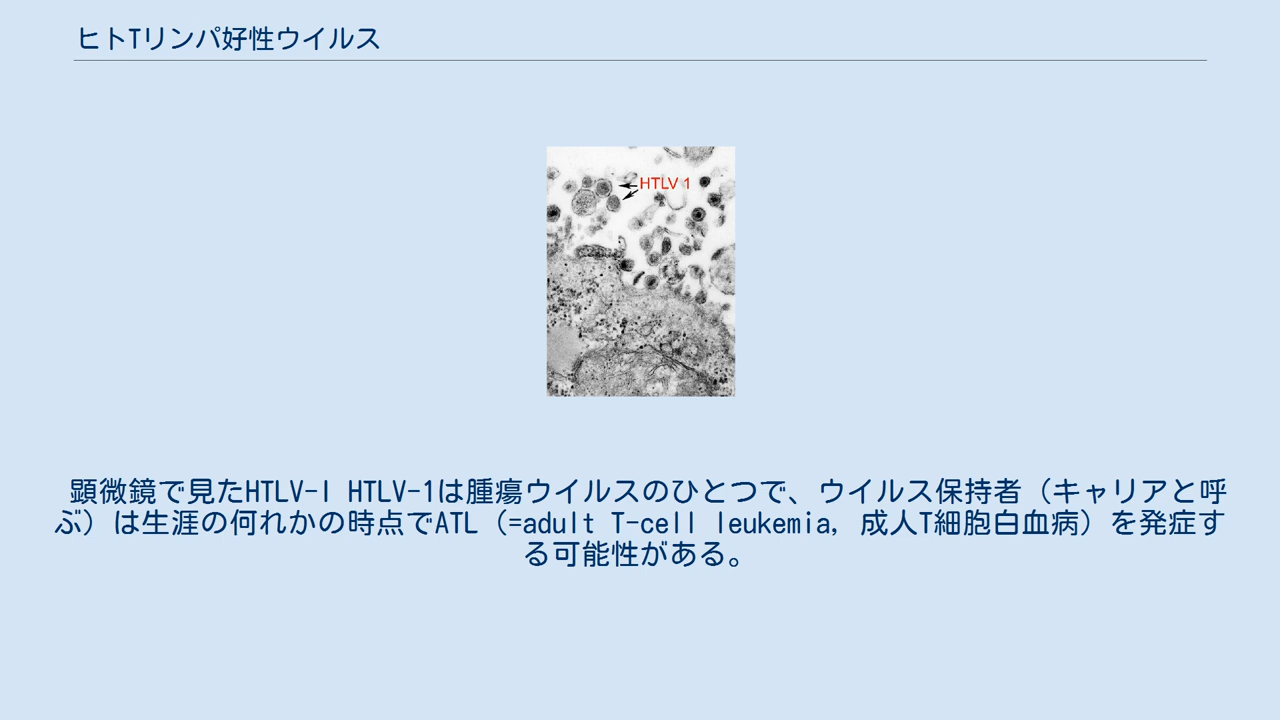 ヒトTリンパ好性ウイルス
HTLV 1
顕微鏡で見たHTLV-I HTLV-1は腫瘍ウイルスのひとつで、ウイルス保持者（キャリアと呼
ぶ）は生涯の何れかの時点でATL（=adult T-cell leukemia, 成人T細胞白血病）を発症す
る可能性がある。